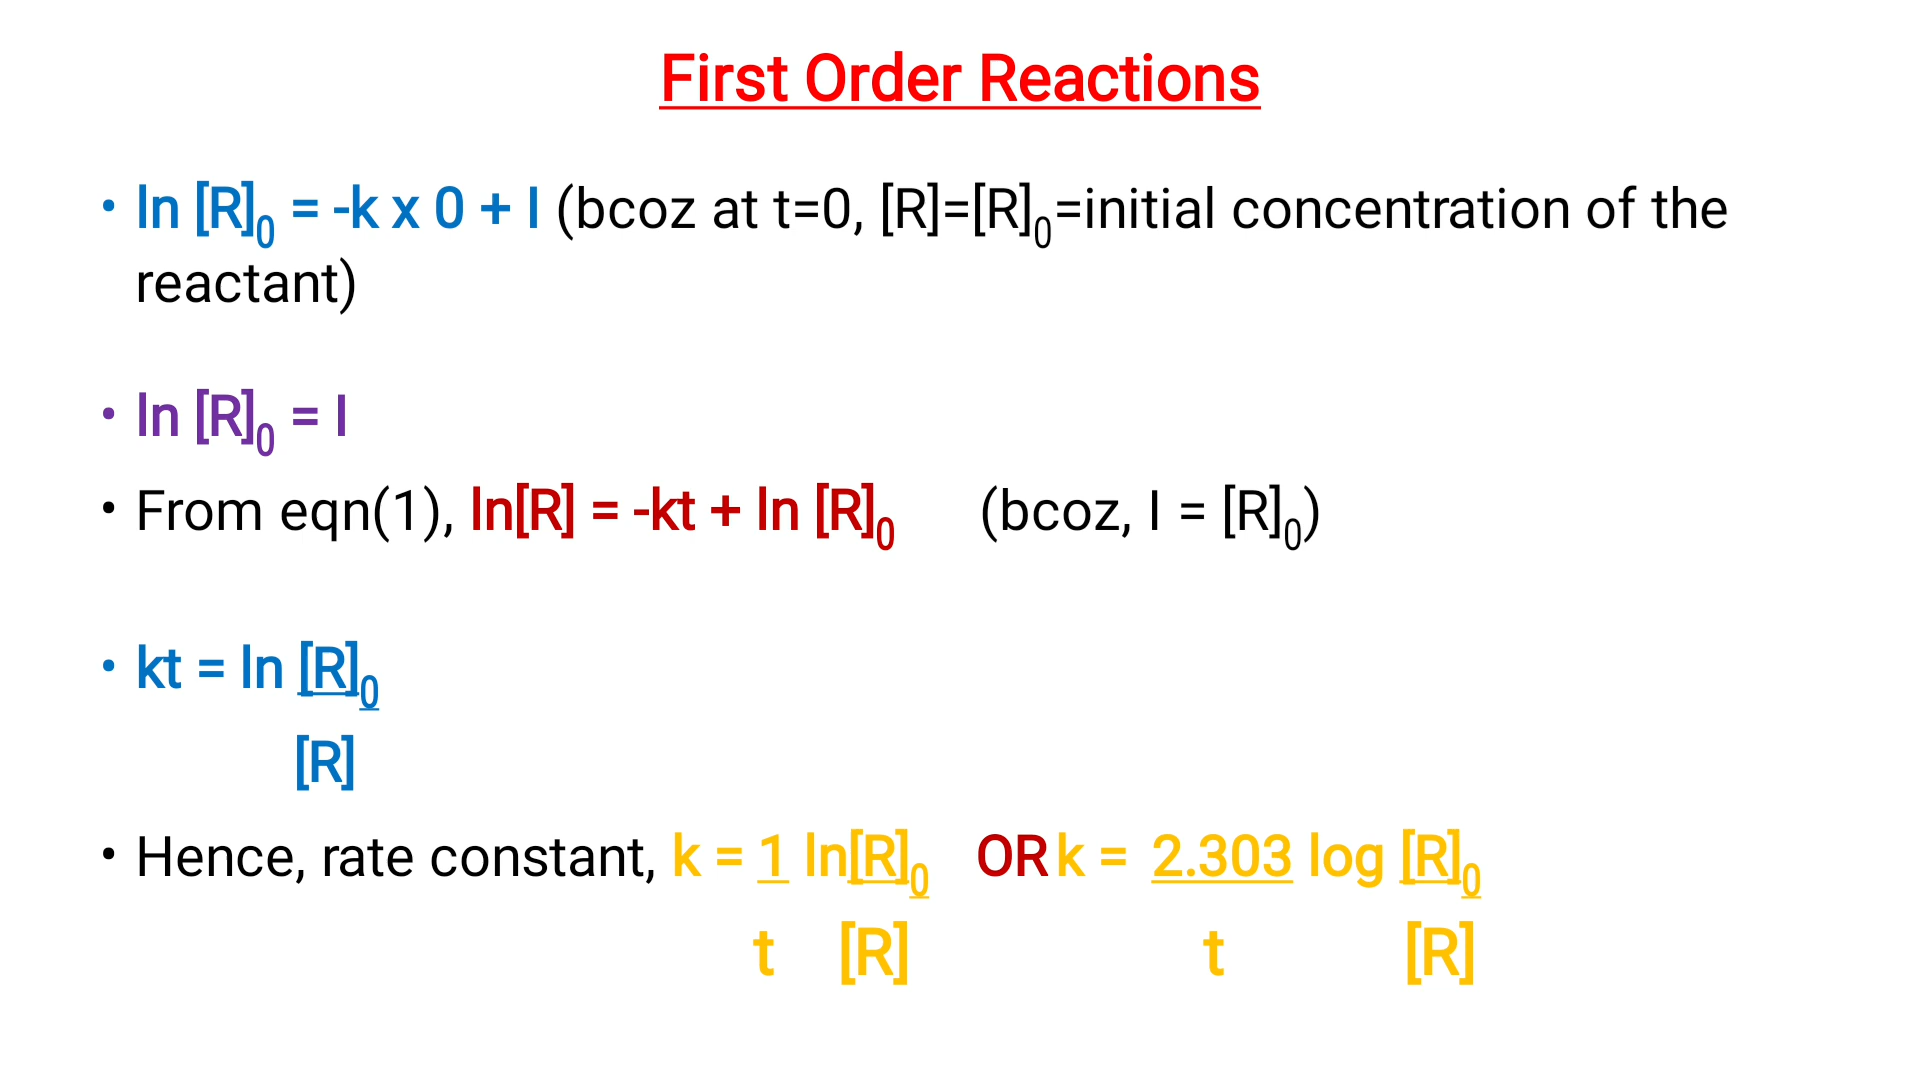 First Order Reactions
• ln [R]₀ = -k x 0 + I (bcoz at t=0, [R]=[R]₀=initial concentration of the
reactant)
• ln [R]₀ = I
• From eqn(1), ln[R] = -kt + ln [R]₀ (bcoz, I = [R]₀)
• kt = ln [R]₀
[R]
• Hence, rate constant, k = 1 ln[R]₀ OR k = 2.303 log [R]₀
t [R] t [R]